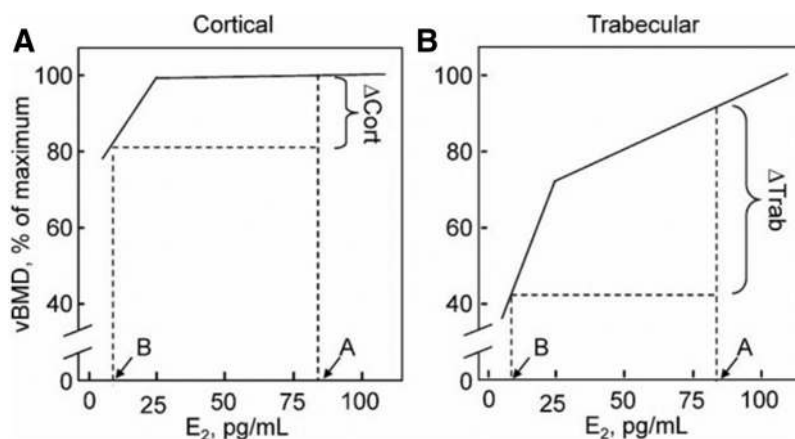 A
Cortical
vBMD, % of maximum
100
80
60
40
0
ΔCort
B
A
0 25 50 75 100
E₂, pg/mL
B
Trabecular
100
80
60
40
0
ΔTrab
B
A
0 25 50 75 100
E₂, pg/mL